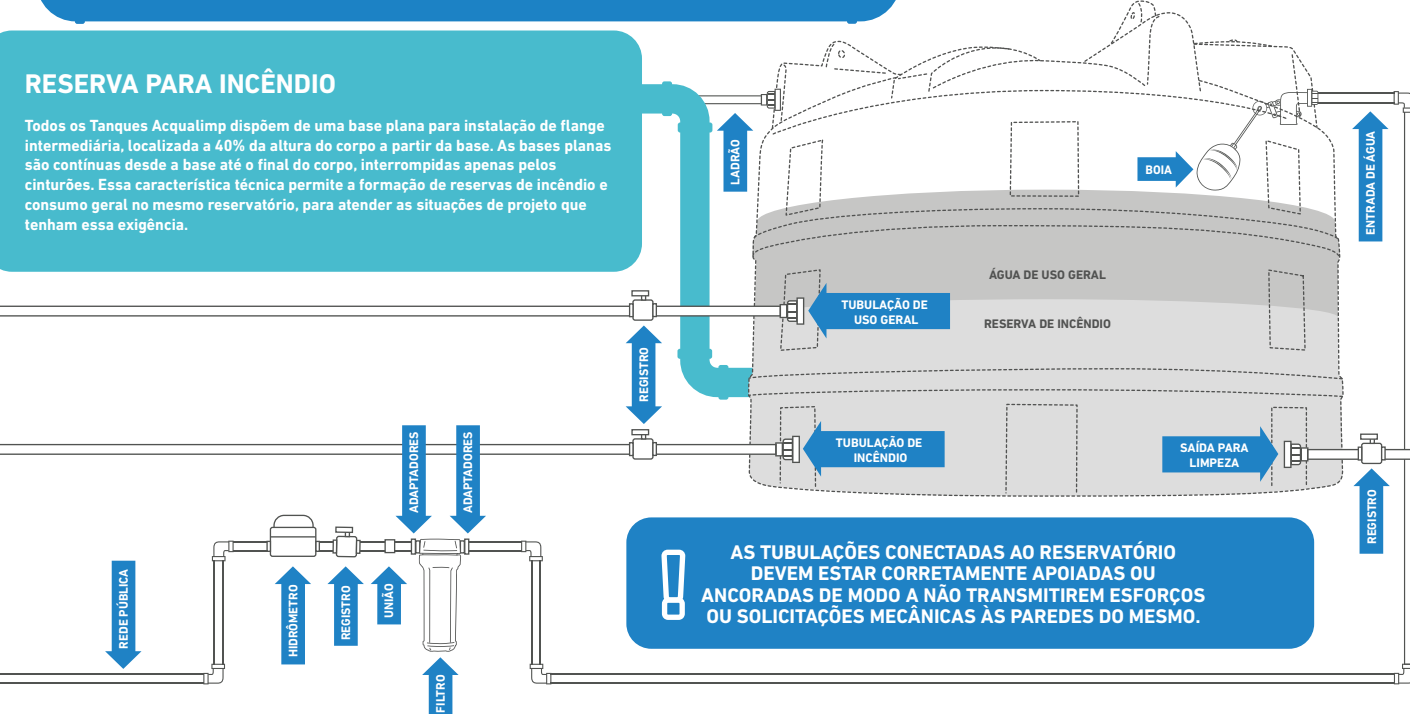 RESERVA PARA INCÊNDIO
Todos os Tanques Acqualimp dispõem de uma base plana para instalação de flange
intermediária, localizada a 40% da altura do corpo a partir da base. As bases planas
são contínuas desde a base até o final do corpo, interrompidas apenas pelos
cinturões. Essa característica técnica permite a formação de reservas de incêndio e
consumo geral no mesmo reservatório, para atender as situações de projeto que
tenham essa exigência.
LADRÃO
BOIA
ENTRADA DE ÁGUA
ÁGUA DE USO GERAL
TUBULAÇÃO DE
USO GERAL
RESERVA DE INCÊNDIO
REGISTRO
TUBULAÇÃO DE
INCÊNDIO
SAÍDA PARA
LIMPEZA
REGISTRO
ADAPTADORES
ADAPTADORES
REDE PÚBLICA
HIDRÔMETRO
REGISTRO
UNIÃO
FILTRO
AS TUBULAÇÕES CONECTADAS AO RESERVATÓRIO
DEVEM ESTAR CORRETAMENTE APOIADAS OU
ANCORADAS DE MODO A NÃO TRANSMITIREM ESFORÇOS
OU SOLICITAÇÕES MECÂNICAS ÀS PAREDES DO MESMO.